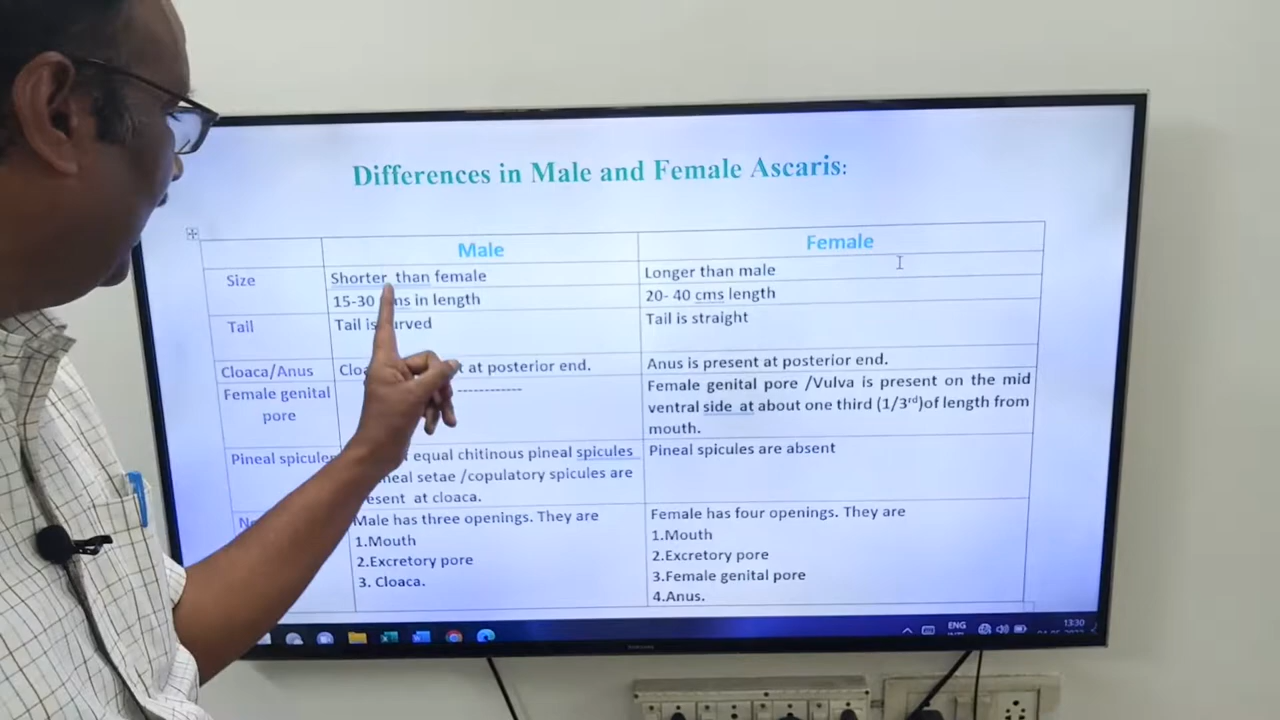 Differences in Male and Female Ascaris:
Male
Female
Size
Shorter than female
Longer than male
15-30 in length
20- 40 cms length
Tail
Tail
Tail is straight
Cloaca/Anus
at posterior end.
Anus is present at posterior end.
Female genital
pore
------------
Female genital pore /Vulva is present on the mid
ventral side at about one third (1/3rd)of length from
mouth.
Pineal spicules
equal chitinous pineal spicules
setae /copulatory spicules are
at cloaca.
Pineal spicules are absent
Male has three openings. They are
1.Mouth
2.Excretory pore
3. Cloaca.
Female has four openings. They are
1.Mouth
2.Excretory pore
3.Female genital pore
4.Anus.
ENG
13:30